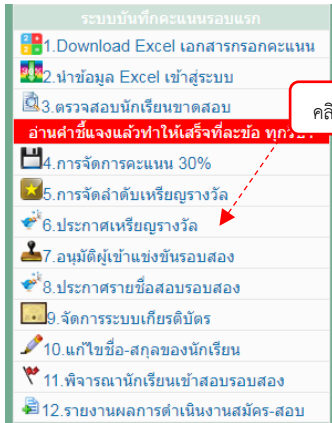 ระบบบันทึกคะแนนรอบแรก
1.Download Excel เอกสารกรอกคะแนน
2.นำข้อมูล Excel เข้าสู่ระบบ
3.ตรวจสอบนักเรียนขาดสอบ
คลิ
อ่านคำชี้แจงแล้วทำให้เสร็จที่ละข้อ ทุกวิชา
4.การจัดการคะแนน 30%
5.การจัดลำดับเหรียญรางวัล
6.ประกาศเหรียญรางวัล
7.อนุมัติผู้เข้าแข่งขันรอบสอง
8.ประกาศรายชื่อสอบรอบสอง
9.จัดการระบบเกียรติบัตร
10.แก้ไขชื่อ-สกุลของนักเรียน
11.พิจารณานักเรียนเข้าสอบรอบสอง
12.รายงานผลการดำเนินงานสมัคร-สอบ